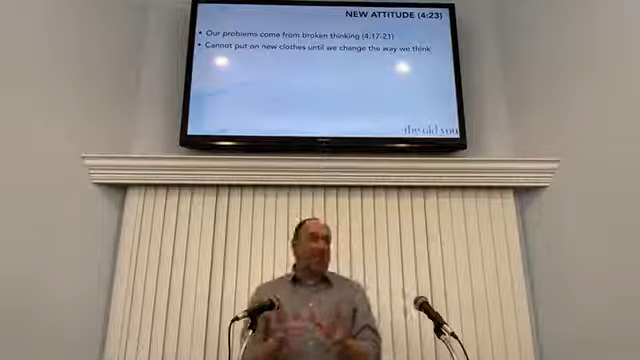 NEW ATTITUDE (4:23)
• Our problems come from broken thinking (4:17-21)
• Cannot put on new clothes until we change the way we think
the old you